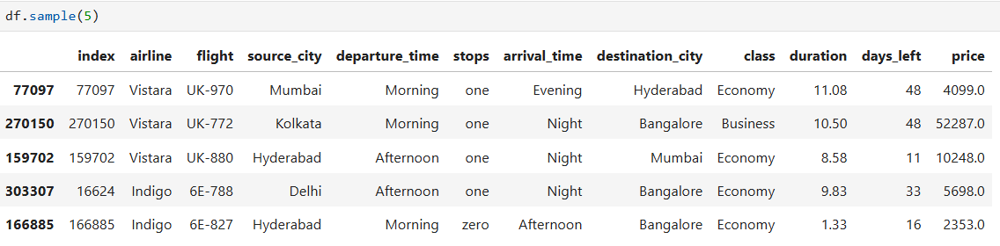 df.sample(5)
index airline flight source_city departure_time stops arrival_time destination_city class duration days_left price
77097 77097 Vistara UK-970 Mumbai Morning one Evening Hyderabad Economy 11.08 48 4099.0
270150 270150 Vistara UK-772 Kolkata Morning one Night Bangalore Business 10.50 48 52287.0
159702 159702 Vistara UK-880 Hyderabad Afternoon one Night Mumbai Economy 8.58 11 10248.0
303307 16624 Indigo 6E-788 Delhi Afternoon one Night Bangalore Economy 9.83 33 5698.0
166885 166885 Indigo 6E-827 Hyderabad Morning zero Afternoon Bangalore Economy 1.33 16 2353.0